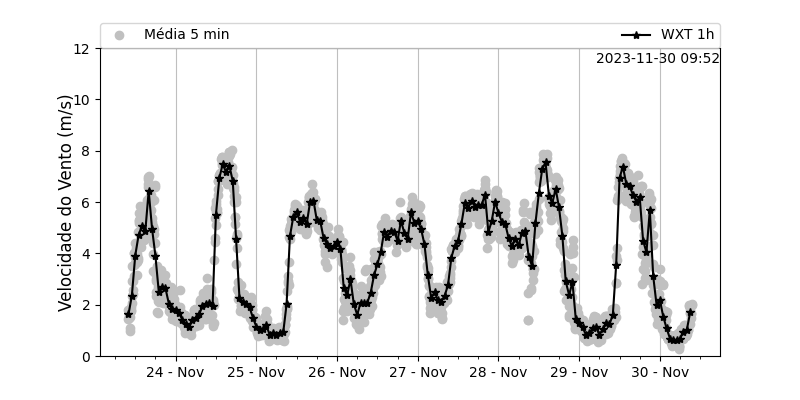 Média 5 min
WXT 1h
2023-11-30 09:52
Velocidade do Vento (m/s)
12
10
8
6
4
2
0
24 - Nov
25 - Nov
26 - Nov
27 - Nov
28 - Nov
29 - Nov
30 - Nov